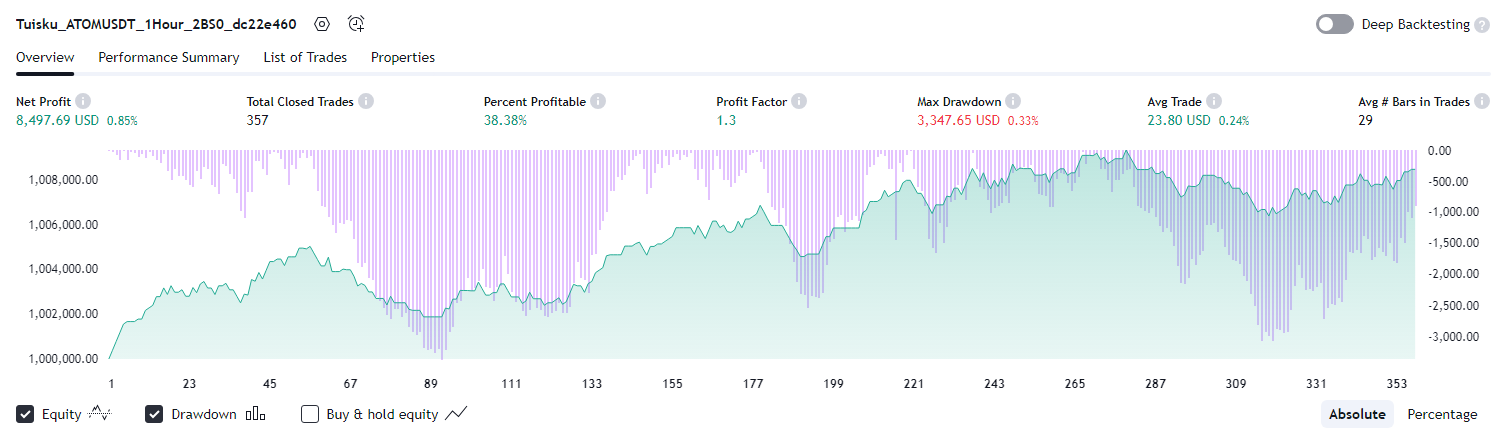 Tuisku_ATOMUSDT_1Hour_2BS0_dc22e460 Deep Backtesting ?
Overview Performance Summary List of Trades Properties
Net Profit i Total Closed Trades i Percent Profitable i Profit Factor i Max Drawdown i Avg Trade i Avg # Bars in Trades i
8,497.69 USD 0.85% 357 38.38% 1.3 3,347.65 USD 0.33% 23.80 USD 0.24% 29
0.00
1,008,000.00 -500.00
-1,000.00
1,006,000.00
-1,500.00
1,004,000.00 -2,000.00
-2,500.00
1,002,000.00
-3,000.00
1,000,000.00
1 23 45 67 89 111 133 155 177 199 221 243 265 287 309 331 353
Equity Drawdown Buy & hold equity Absolute Percentage